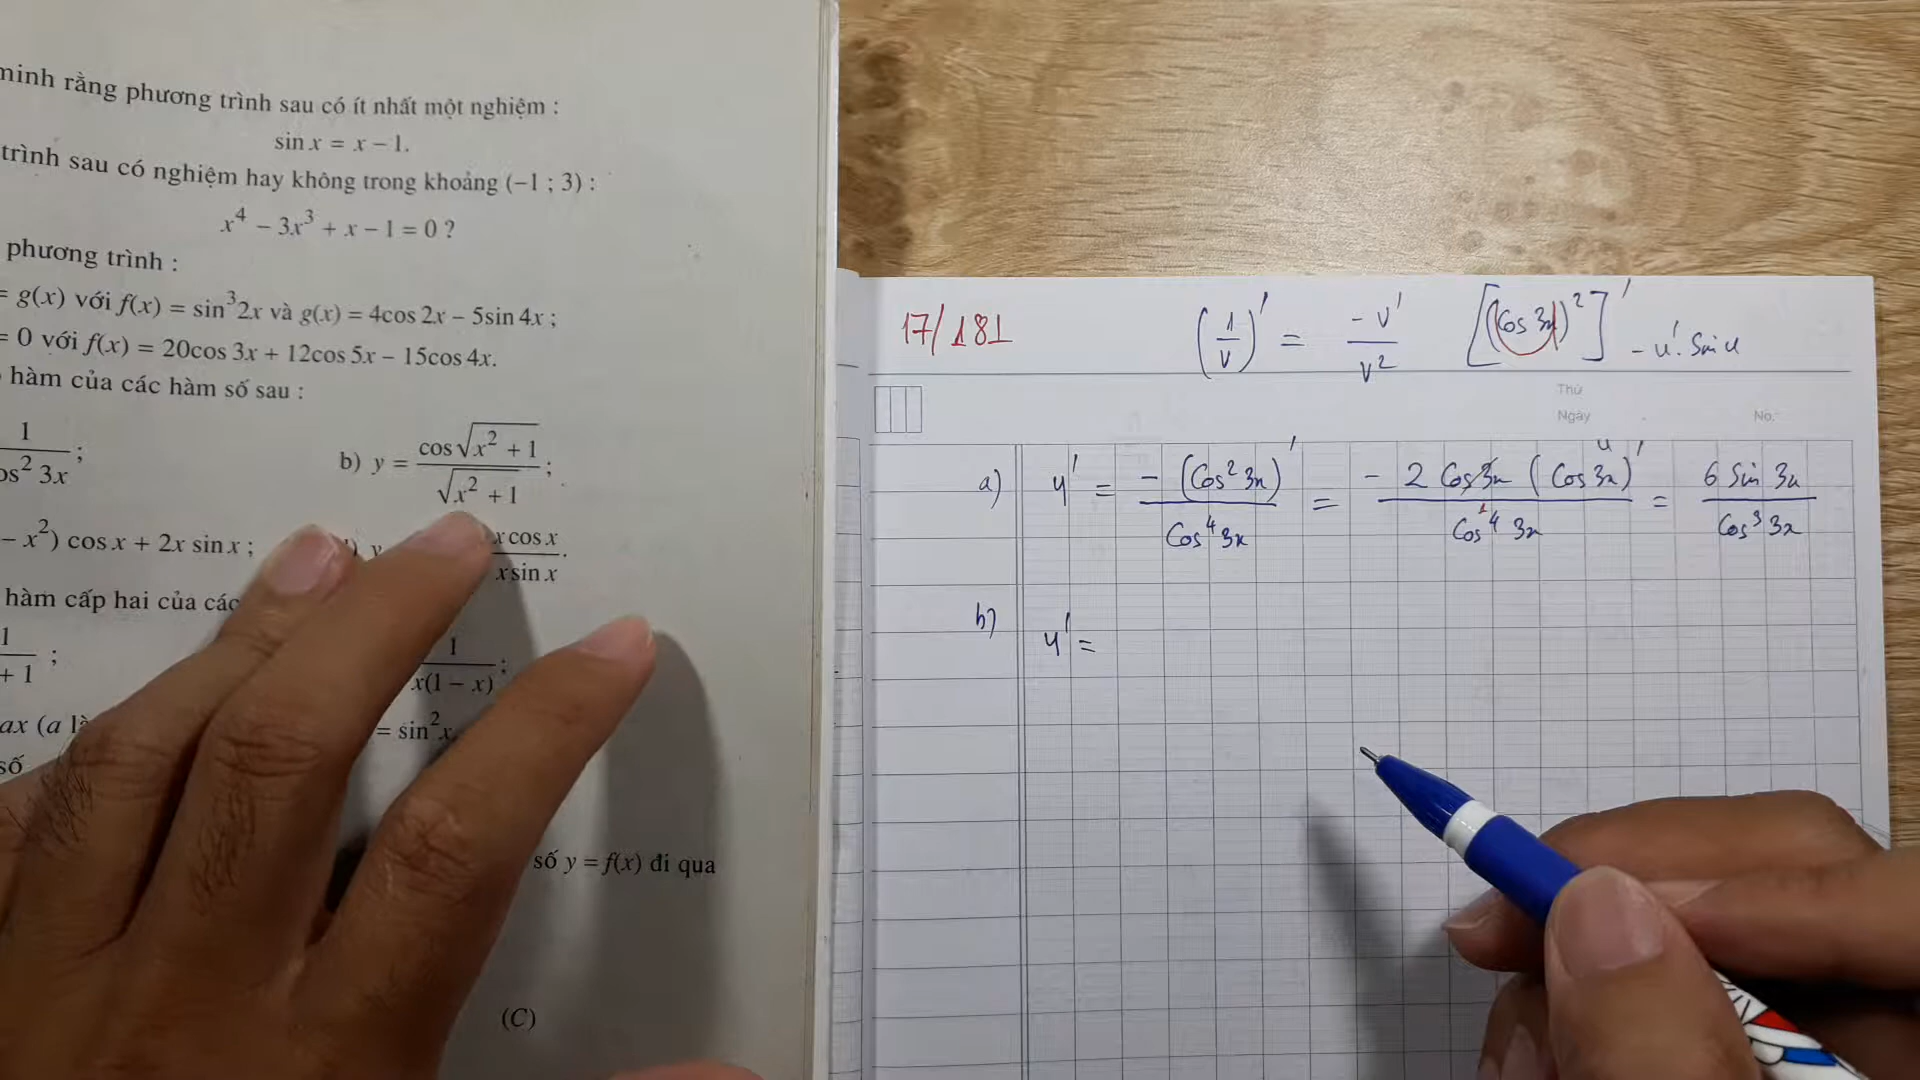 minh rằng phương trình sau có ít nhất một nghiệm :
sin x = x − 1.
trình sau có nghiệm hay không trong khoảng (−1 ; 3) :
x⁴ − 3x³ + x − 1 = 0 ?
phương trình :
= g(x) với f(x) = sin³2x và g(x) = 4cos 2x − 5sin 4x ;
= 0 với f(x) = 20cos 3x + 12cos 5x − 15cos 4x.
hàm của các hàm số sau :
1/os² 3x ;
b) y = cos√(x² + 1)/√(x² + 1) ;
− x²) cos x + 2x sin x ;
y
x cos x/x sin x.
hàm cấp hai của các
1/+ 1 ;
1/x(1 − x) ;
ax (a là
= sin²x
số
số y = f(x) đi qua
(C)
17/181
(1/v)' = −v'/v²
[(Cos 3x)²]'
− u'. Sin u
Thứ
Ngày
No.
a) y' = −(Cos² 3x)'/Cos⁴ 3x = −2 Cos 3x (Cos 3x)'/Cos⁴ 3x = 6 Sin 3x/Cos³ 3x
u
b) y' =